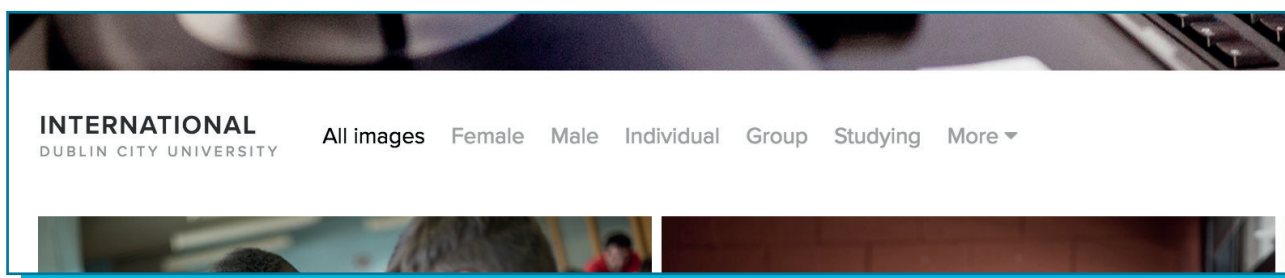 INTERNATIONAL
DUBLIN CITY UNIVERSITY
All images Female Male Individual Group Studying More